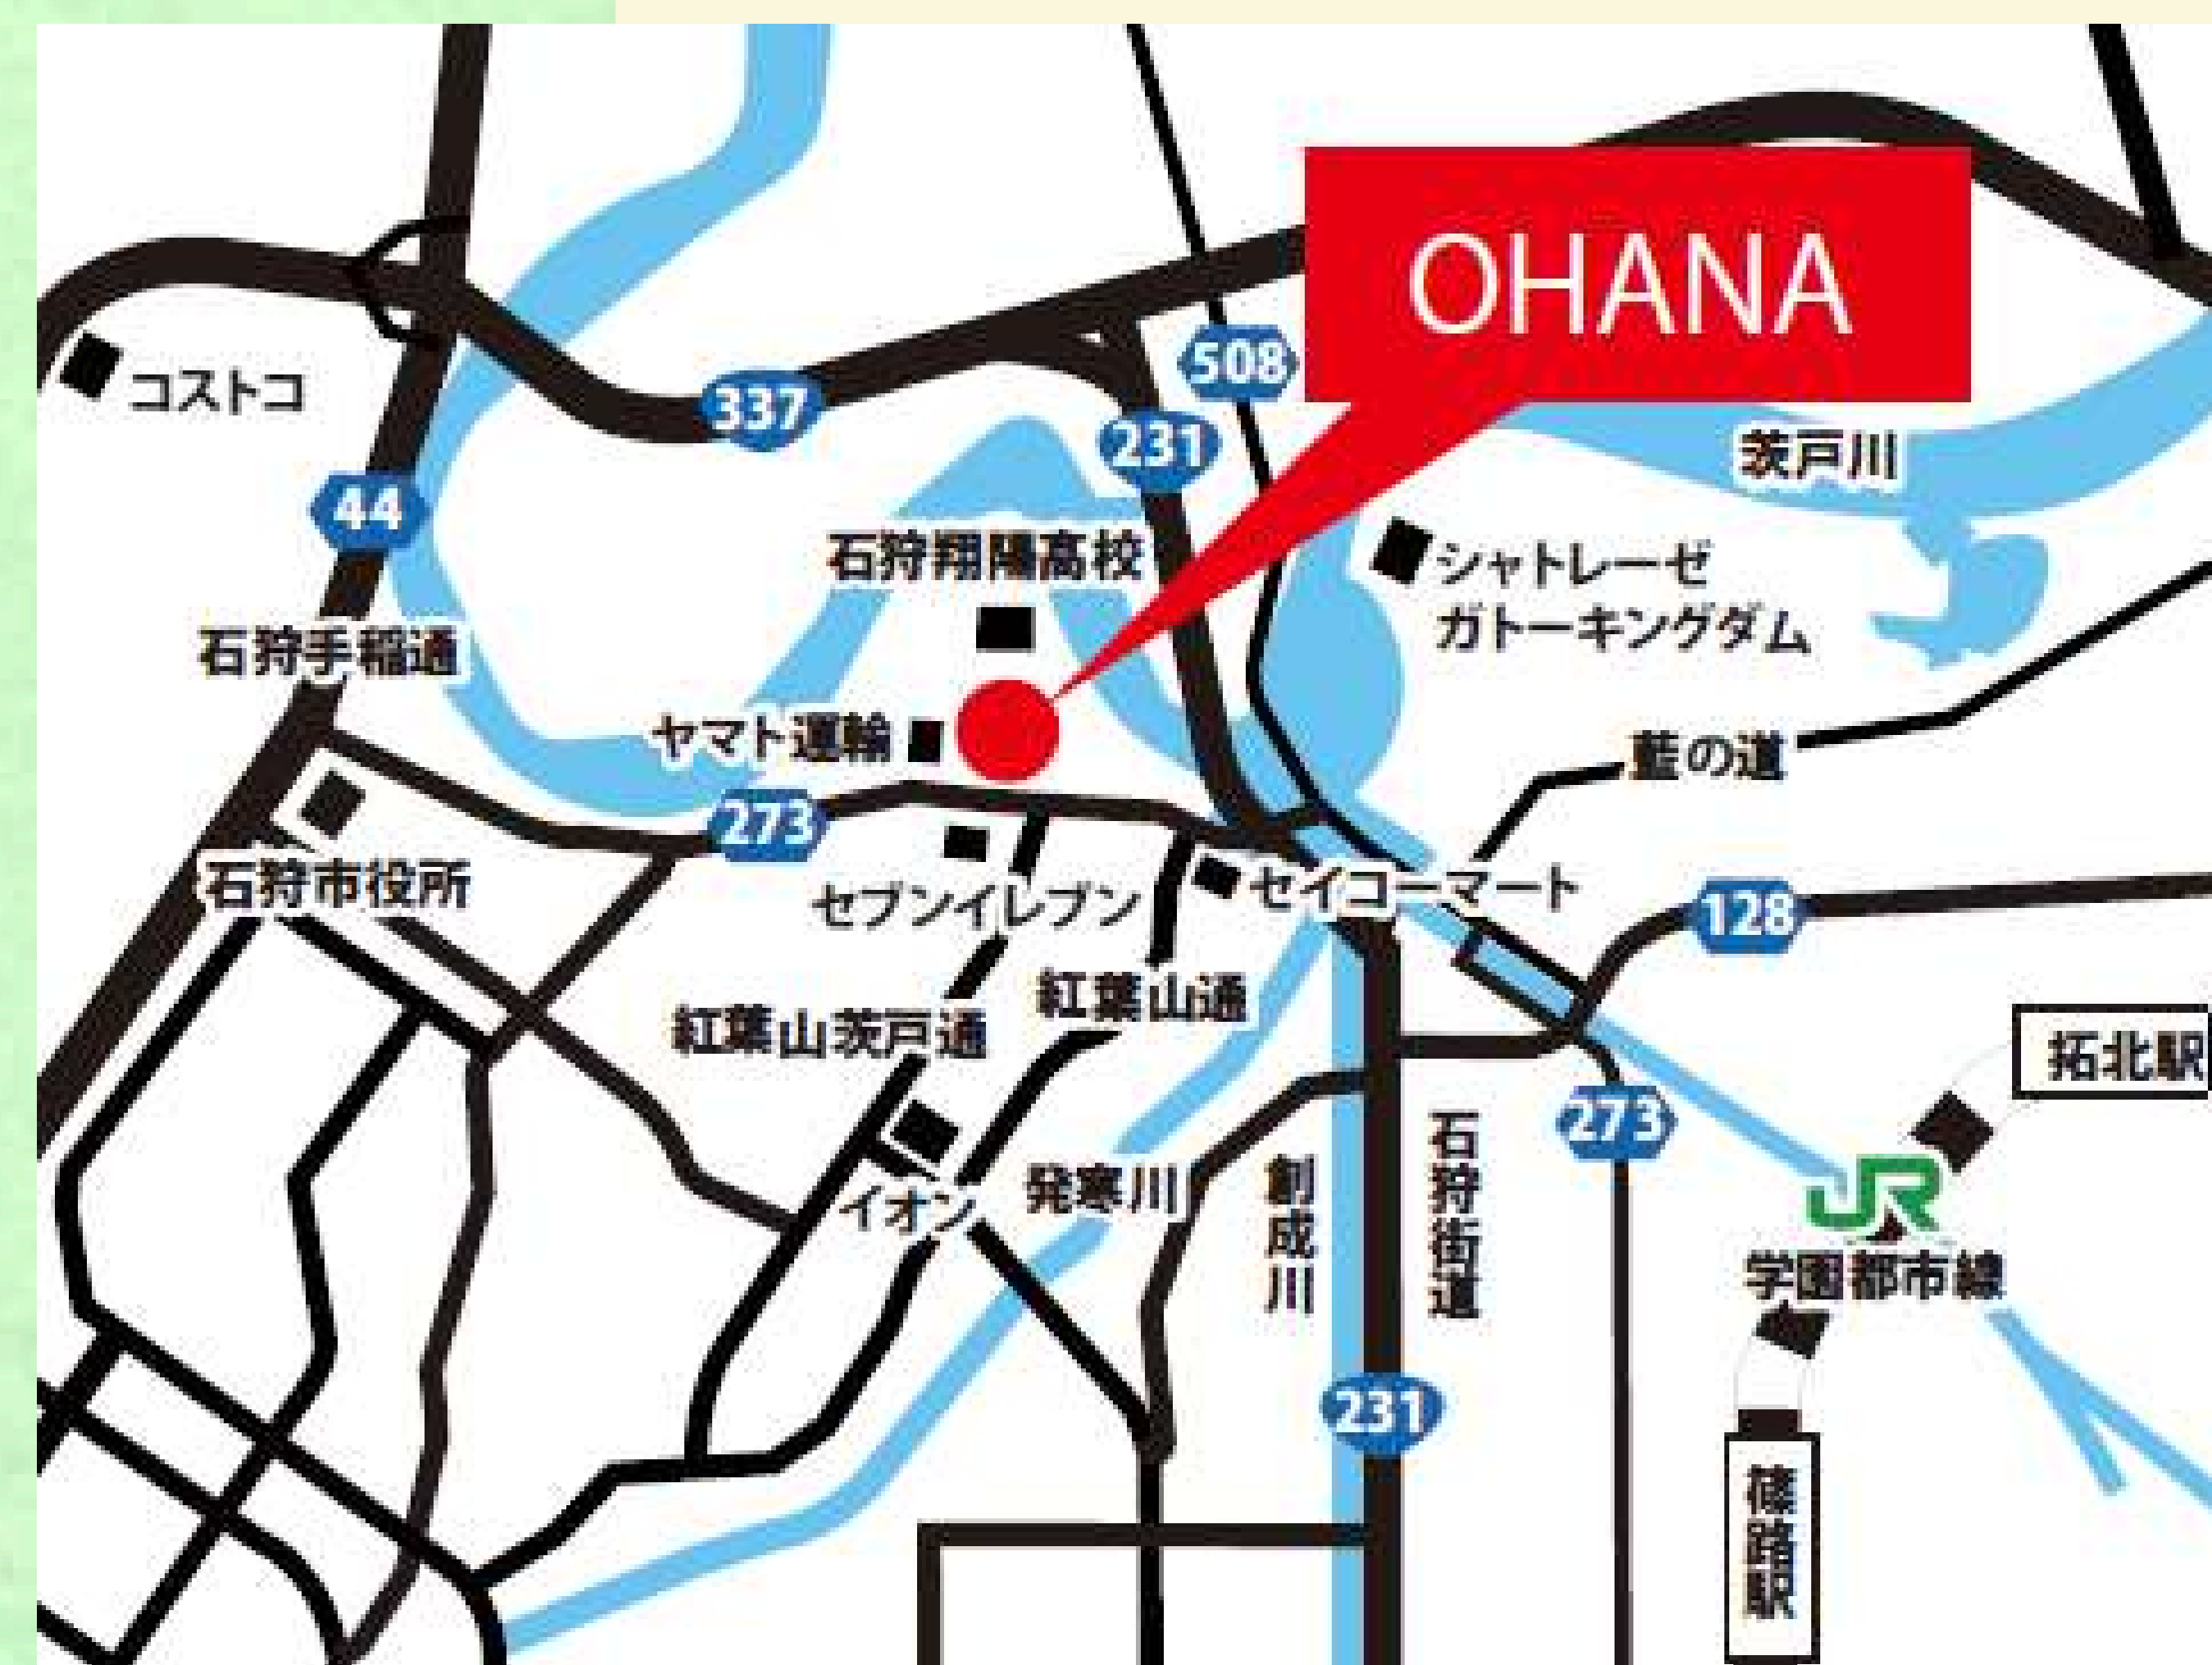 OHANA
コストコ
508
337
231
茨戸川
44
石狩翔陽高校
シャトレーゼ
ガトーキングダム
石狩手稲通
ヤマト運輸
藍の道
273
石狩市役所
セブンイレブン
セイコーマート
128
紅葉山通
紅葉山茨戸通
拓北駅
273
石狩街道
JR
イオン
発寒川
創成川
学園都市線
231
篠路駅